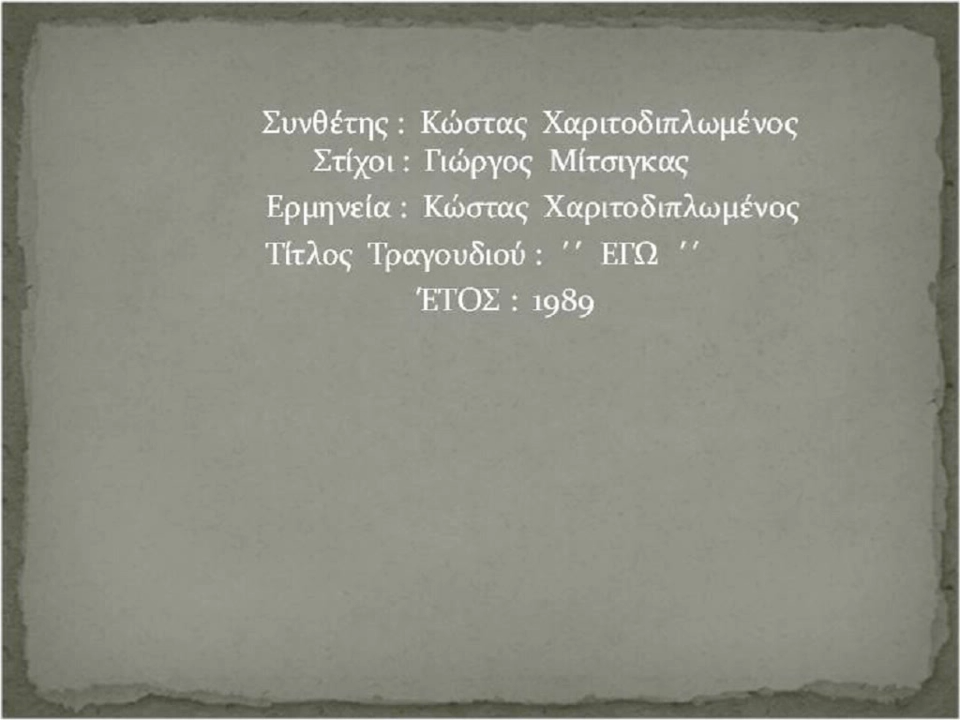 Συνθέτης : Κώστας Χαριτοδιπλωμένος
Στίχοι : Γιώργος Μίτσιγκας
Ερμηνεία : Κώστας Χαριτοδιπλωμένος
Τίτλος Τραγουδιού : ΄΄ ΕΓΩ ΄΄
ΈΤΟΣ : 1989